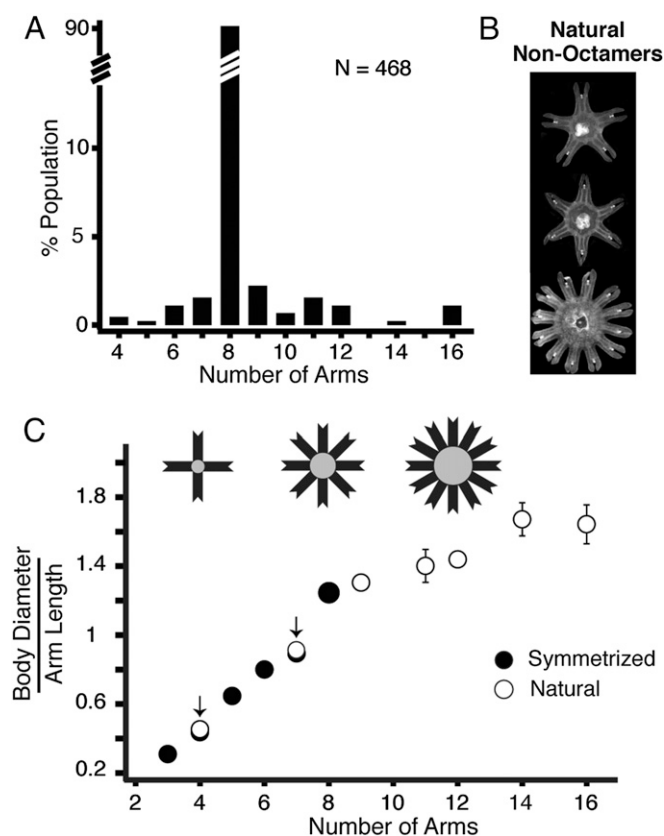 A
90
N = 468
10
5
0
% Population
4 6 8 10 12 14 16
Number of Arms
B
Natural
Non-Octamers
C
1.8
1.4
1
0.6
0.2
Body Diameter
Arm Length
Symmetrized
Natural
2 4 6 8 10 12 14 16
Number of Arms